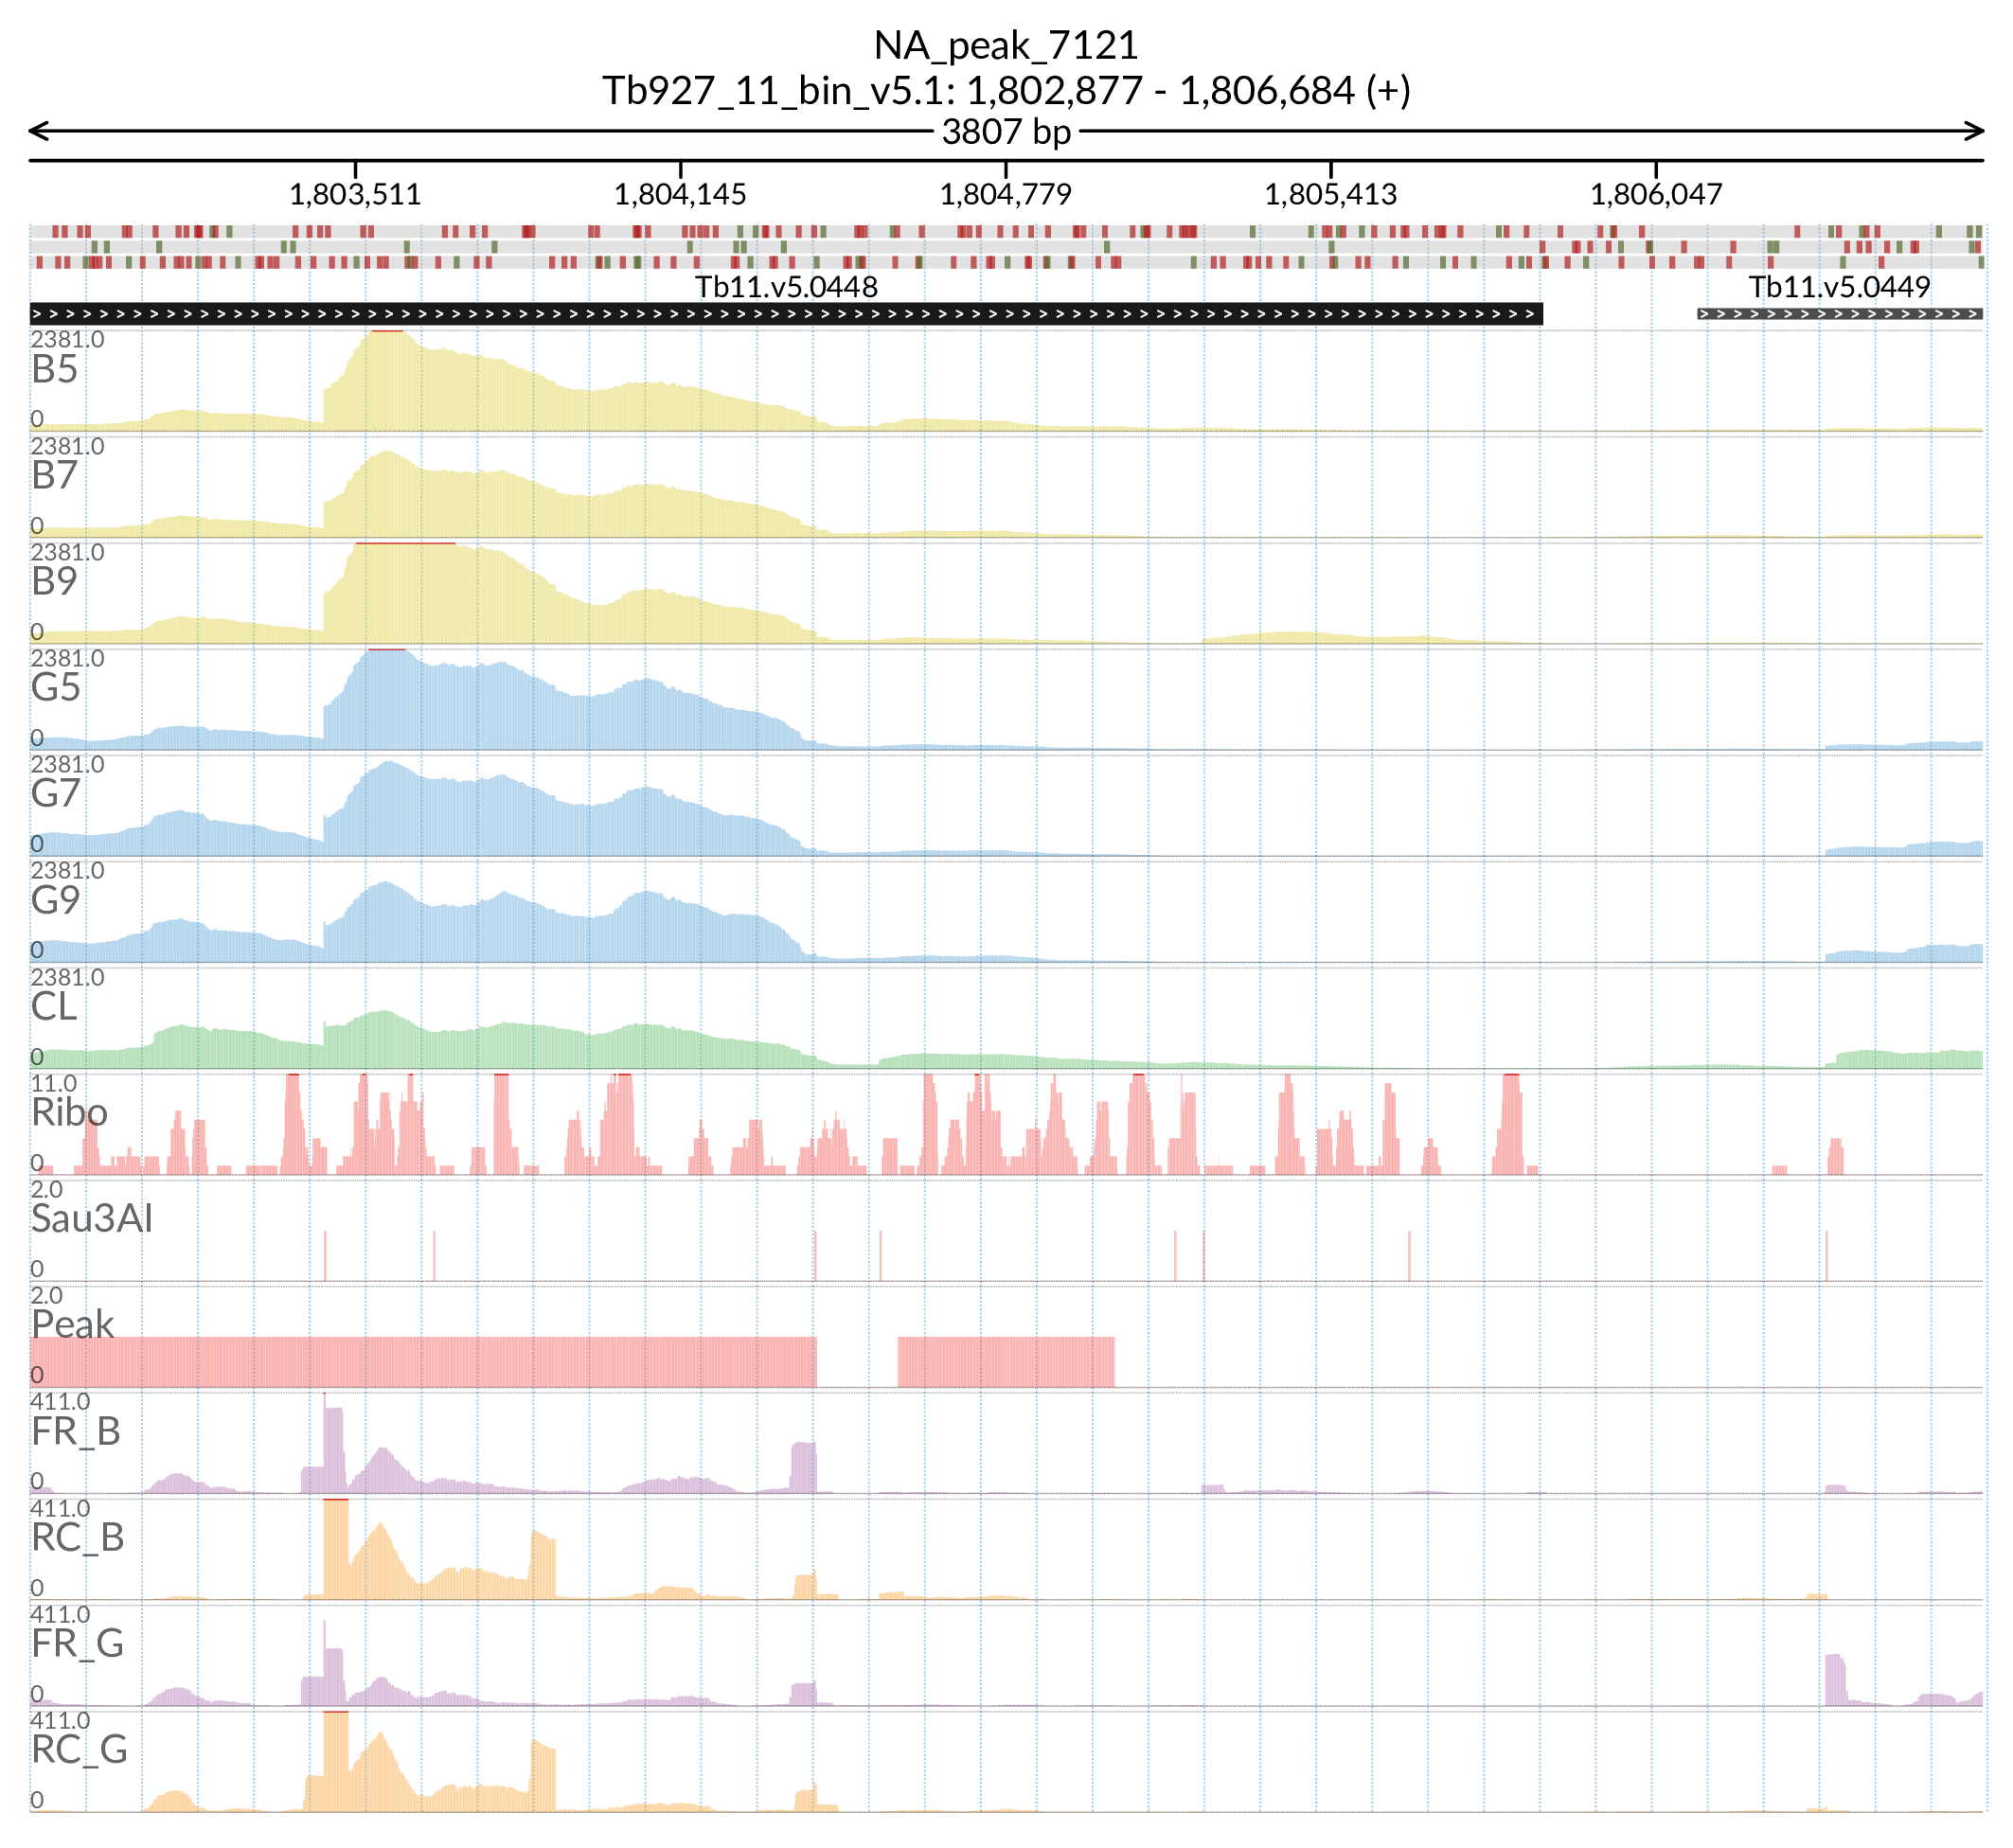 NA_peak_7121
Tb927_11_bin_v5.1: 1,802,877 - 1,806,684 (+)
3807 bp
1,803,511 1,804,145 1,804,779 1,805,413 1,806,047
Tb11.v5.0448 Tb11.v5.0449
2381.0
B5
0
2381.0
B7
0
2381.0
B9
0
2381.0
G5
0
2381.0
G7
0
2381.0
G9
0
2381.0
CL
0
11.0
Ribo
0
2.0
Sau3AI
0
2.0
Peak
0
411.0
FR_B
0
411.0
RC_B
0
411.0
FR_G
0
411.0
RC_G
0